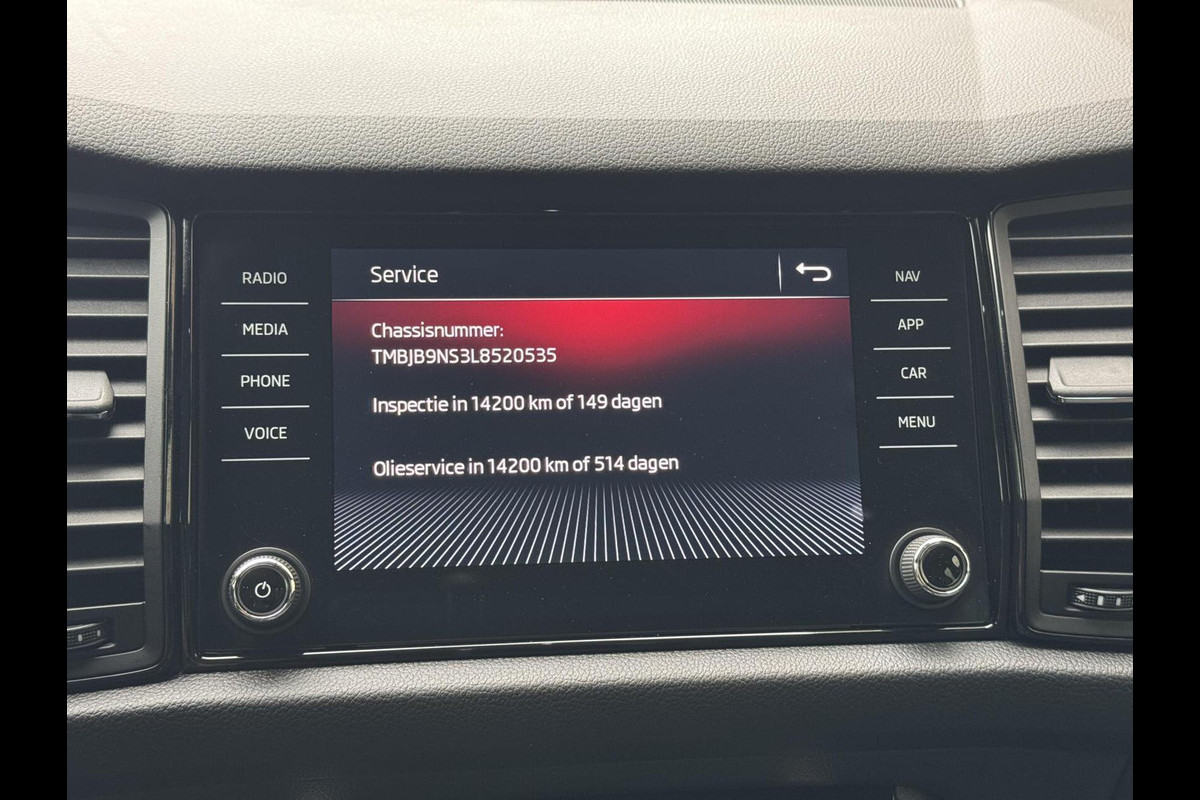 Service
RADIO
MEDIA
PHONE
VOICE
Chassisnummer:
TMBJB9NS3L8520535
Inspectie in 14200 km of 149 dagen
Olieservice in 14200 km of 514 dagen
NAV
APP
CAR
MENU